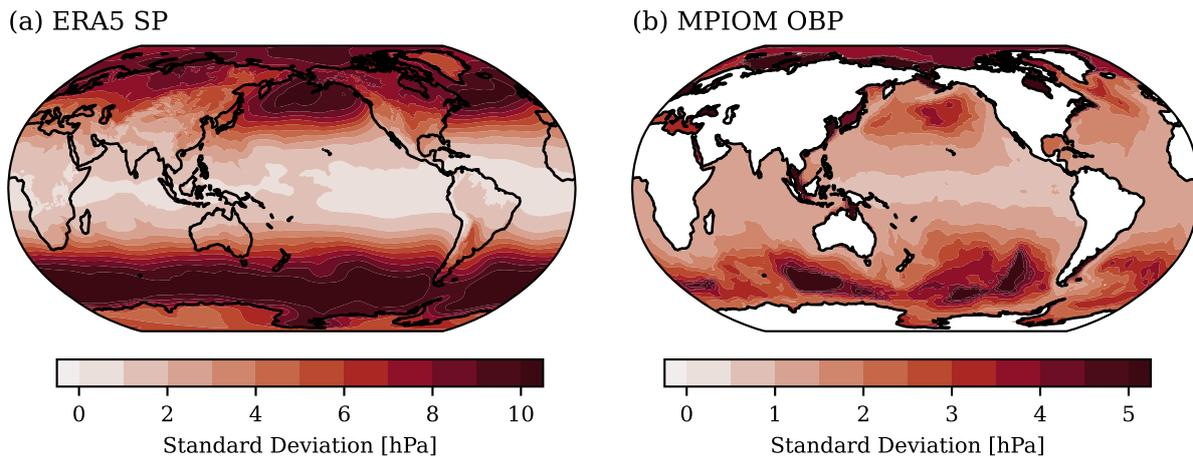 (a) ERA5 SP
(b) MPIOM OBP
0 2 4 6 8 10
Standard Deviation [hPa]
0 1 2 3 4 5
Standard Deviation [hPa]